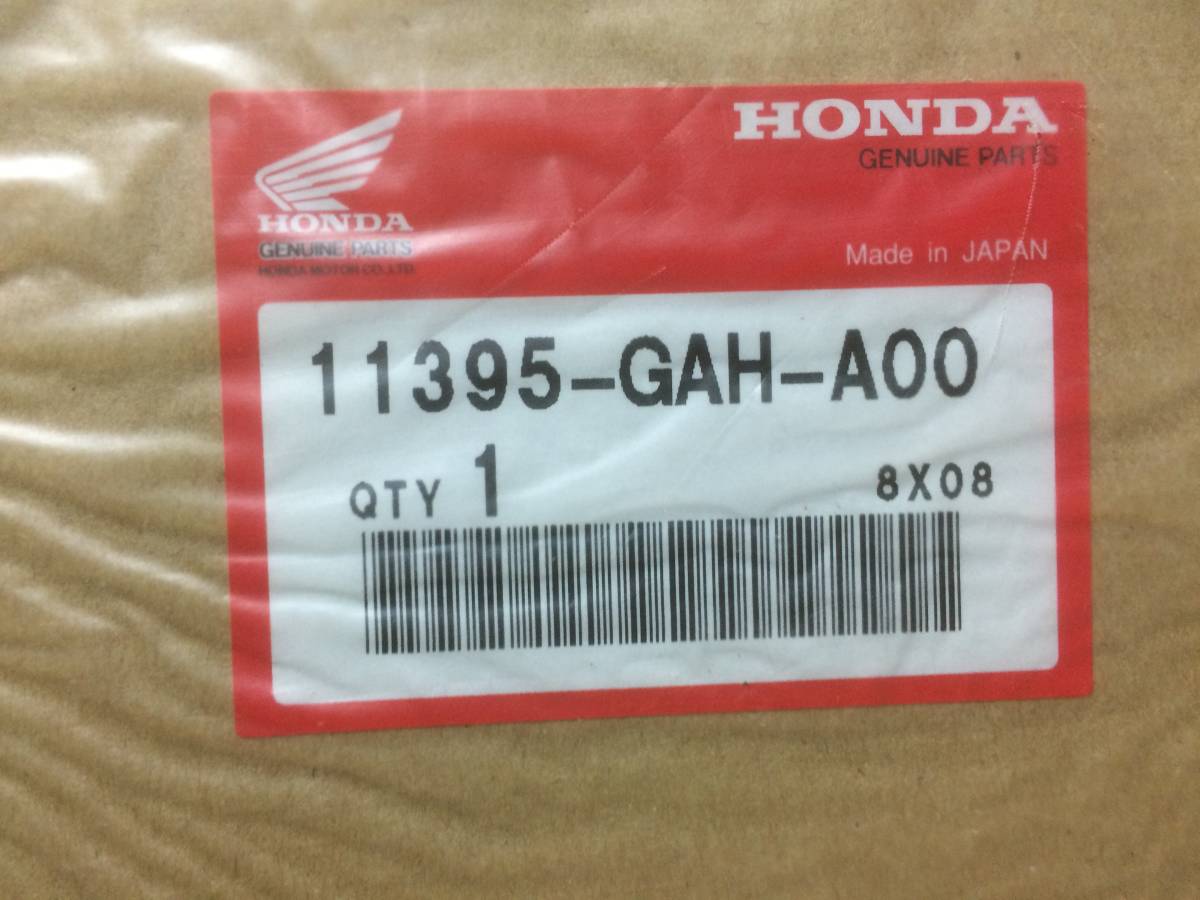 HONDA
GENUINE PARTS
HONDA MOTOR CO., LTD.
HONDA
GENUINE PARTS
Made in JAPAN
11395-GAH-A00
QTY 1
8X08